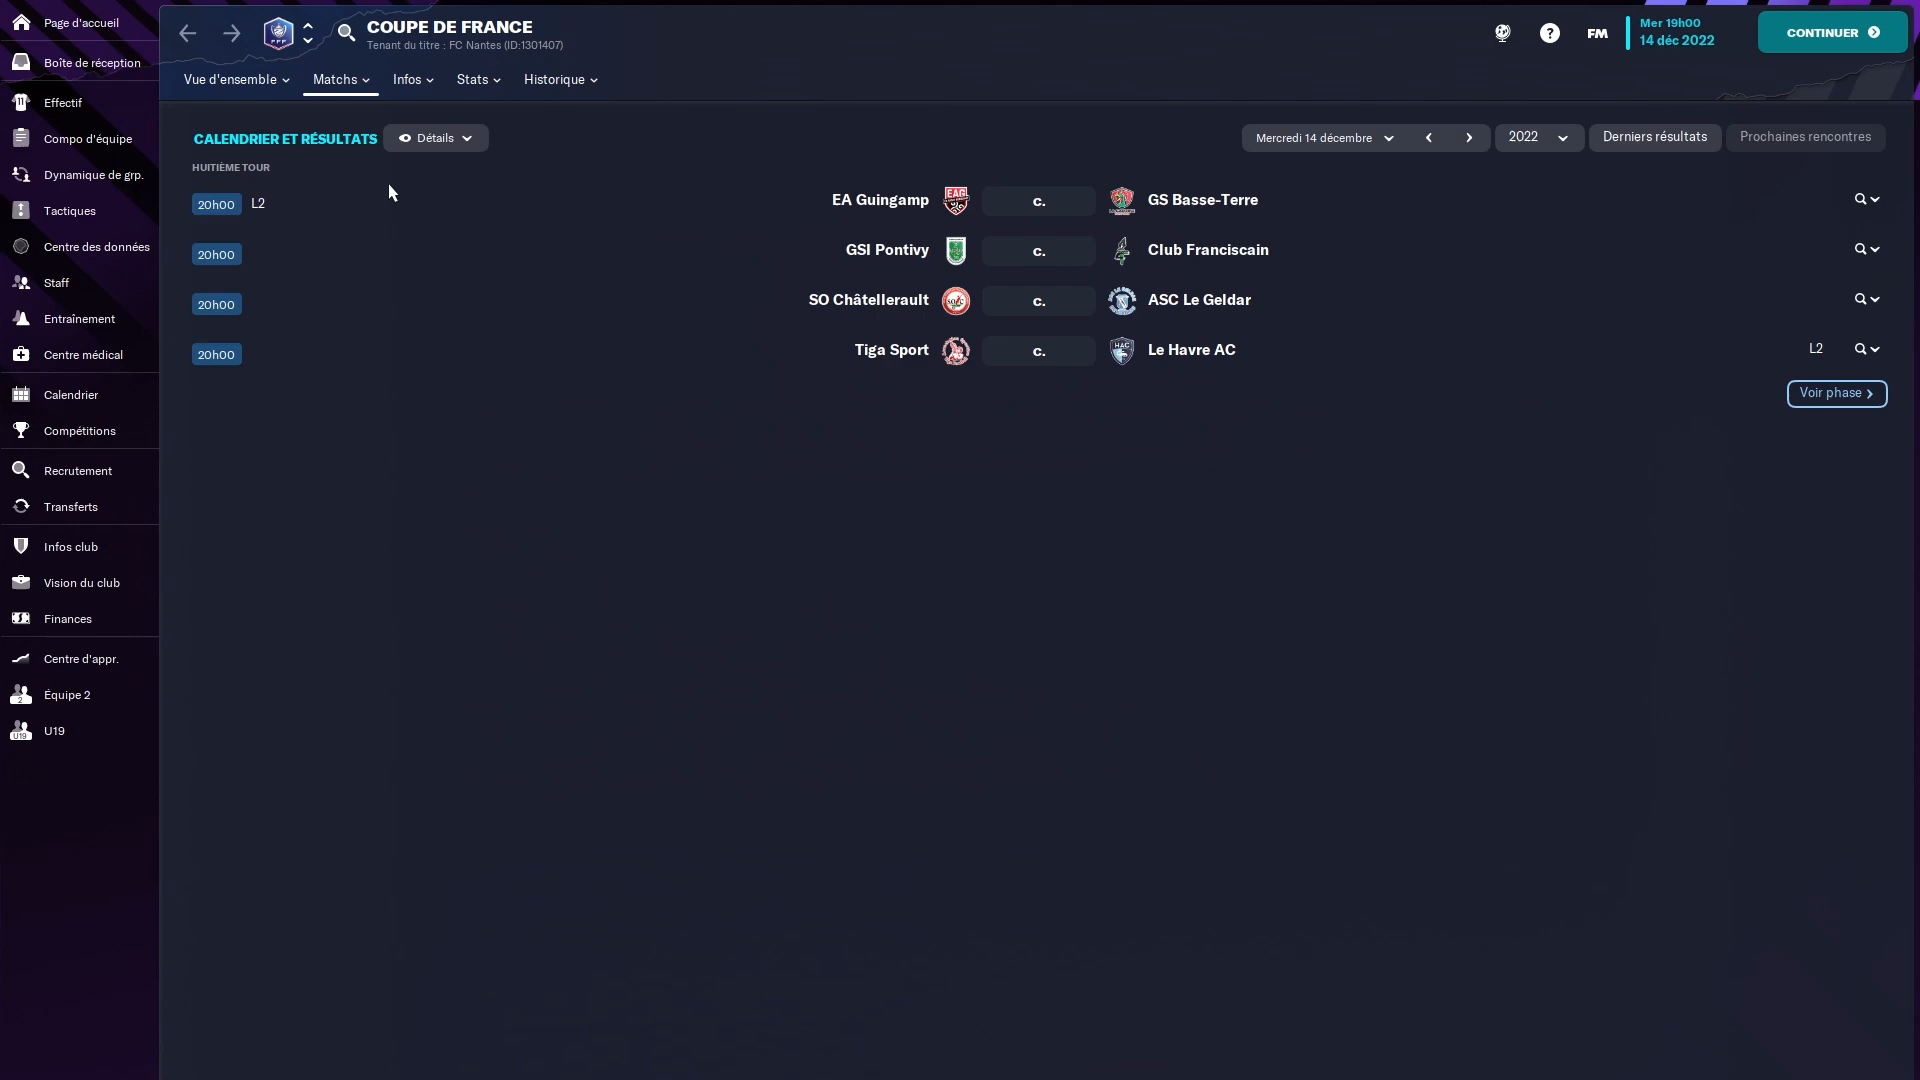 Page d'accueil
Boîte de réception
Effectif
Compo d'équipe
Dynamique de grp.
Tactiques
Centre des données
Staff
Entraînement
Centre médical
Calendrier
Compétitions
Recrutement
Transferts
Infos club
Vision du club
Finances
Centre d'appr.
Équipe 2
U19
COUPE DE FRANCE
Tenant du titre : FC Nantes (ID:1301407)
FM
Mer 19h00
14 déc 2022
CONTINUER
Vue d'ensemble Matchs Infos Stats Historique
CALENDRIER ET RÉSULTATS Détails Mercredi 14 décembre 2022 Derniers résultats Prochaines rencontres
HUITIÈME TOUR
20h00 L2 EA Guingamp c. GS Basse-Terre
20h00 GSI Pontivy c. Club Franciscain
20h00 SO Châtellerault c. ASC Le Geldar
20h00 Tiga Sport c. Le Havre AC L2
Voir phase